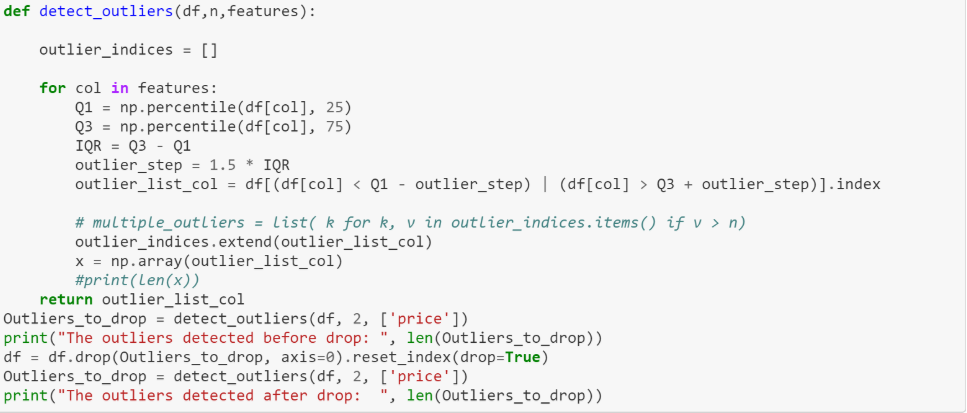 def detect_outliers(df,n,features):
outlier_indices = []
for col in features:
Q1 = np.percentile(df[col], 25)
Q3 = np.percentile(df[col], 75)
IQR = Q3 - Q1
outlier_step = 1.5 * IQR
outlier_list_col = df[(df[col] < Q1 - outlier_step) | (df[col] > Q3 + outlier_step)].index
# multiple_outliers = list( k for k, v in outlier_indices.items() if v > n)
outlier_indices.extend(outlier_list_col)
x = np.array(outlier_list_col)
#print(len(x))
return outlier_list_col
Outliers_to_drop = detect_outliers(df, 2, ['price'])
print("The outliers detected before drop: ", len(Outliers_to_drop))
df = df.drop(Outliers_to_drop, axis=0).reset_index(drop=True)
Outliers_to_drop = detect_outliers(df, 2, ['price'])
print("The outliers detected after drop:  ", len(Outliers_to_drop))